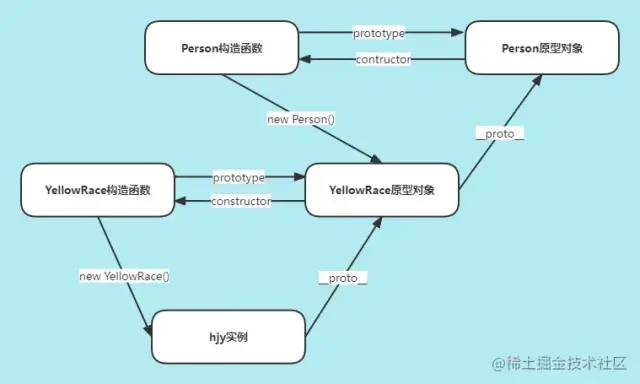 Person构造函数
prototype
Person原型对象
contructor
new Person()
__proto__
YellowRace构造函数
prototype
YellowRace原型对象
constructor
new YellowRace()
__proto__
hjy实例
@稀土掘金技术社区